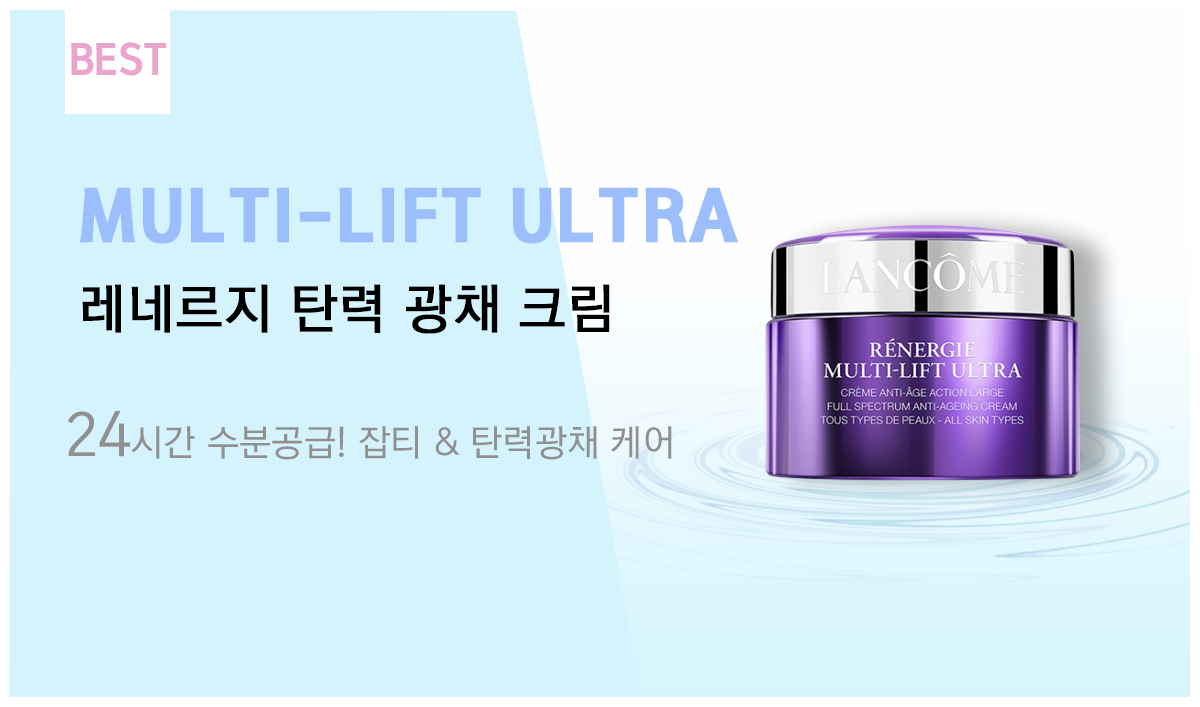 BEST
MULTI-LIFT ULTRA
레네르지 탄력 광채 크림
24시간 수분공급! 잡티 & 탄력광채 케어
LANCÔME
RÉNERGIE
MULTI-LIFT ULTRA
CRÈME ANTI-ÂGE ACTION LARGE
FULL SPECTRUM ANTI-AGEING CREAM
TOUS TYPES DE PEAUX - ALL SKIN TYPES